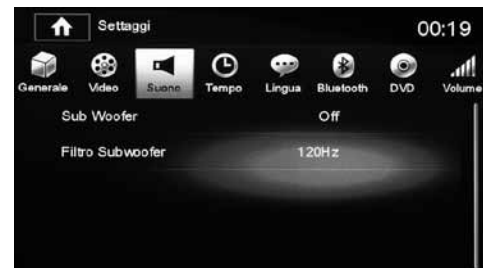 Settaggi 00:19
Generale Video Suono Tempo Lingua Bluetooth DVD Volume
Sub Woofer Off
Filtro Subwoofer 120Hz